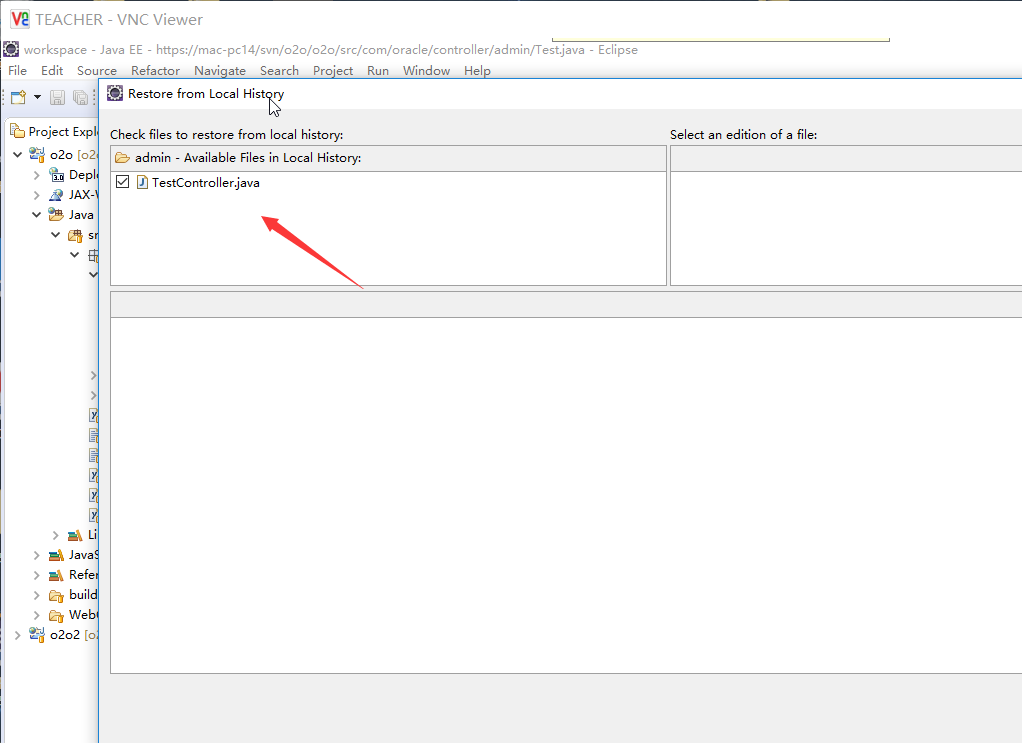 TEACHER - VNC Viewer
workspace - Java EE - https://mac-pc14/svn/o2o/o2o/src/com/oracle/controller/admin/Test.java - Eclipse
File Edit Source Refactor Navigate Search Project Run Window Help
Restore from Local History
Project Explo
Check files to restore from local history:
Select an edition of a file:
admin - Available Files in Local History:
TestController.java
o2o [o2o
Deplo
JAX-W
Java
sr
Li
JavaS
Refer
build
Web
o2o2 [o2